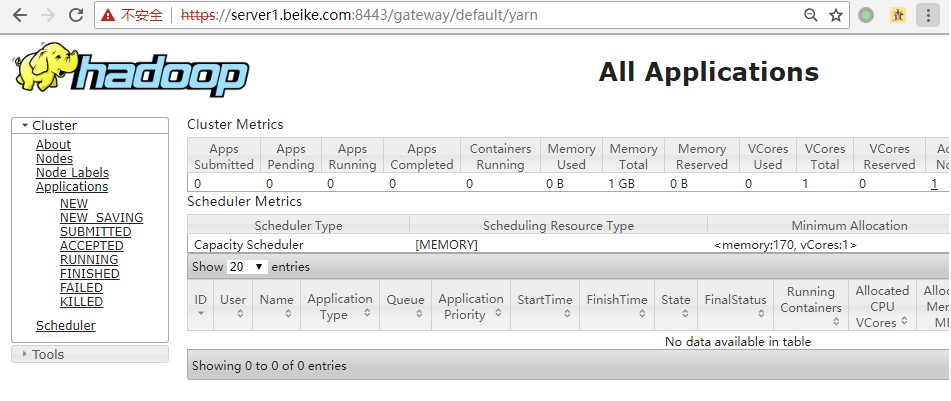 不安全 https://server1.beike.com:8443/gateway/default/yarn
hadoop
All Applications
Cluster
About
Nodes
Node Labels
Applications
NEW
NEW_SAVING
SUBMITTED
ACCEPTED
RUNNING
FINISHED
FAILED
KILLED
Scheduler
Tools
Cluster Metrics
Apps Submitted Apps Pending Apps Running Apps Completed Containers Running Memory Used Memory Total Memory Reserved VCores Used VCores Total VCores Reserved
0 0 0 0 0 0 B 1 GB 0 B 0 1 0 1
Scheduler Metrics
Scheduler Type Scheduling Resource Type Minimum Allocation
Capacity Scheduler [MEMORY] <memory:170, vCores:1>
Show 20 entries
ID User Name Application Type Queue Application Priority StartTime FinishTime State FinalStatus Running Containers Allocated CPU VCores
No data available in table
Showing 0 to 0 of 0 entries